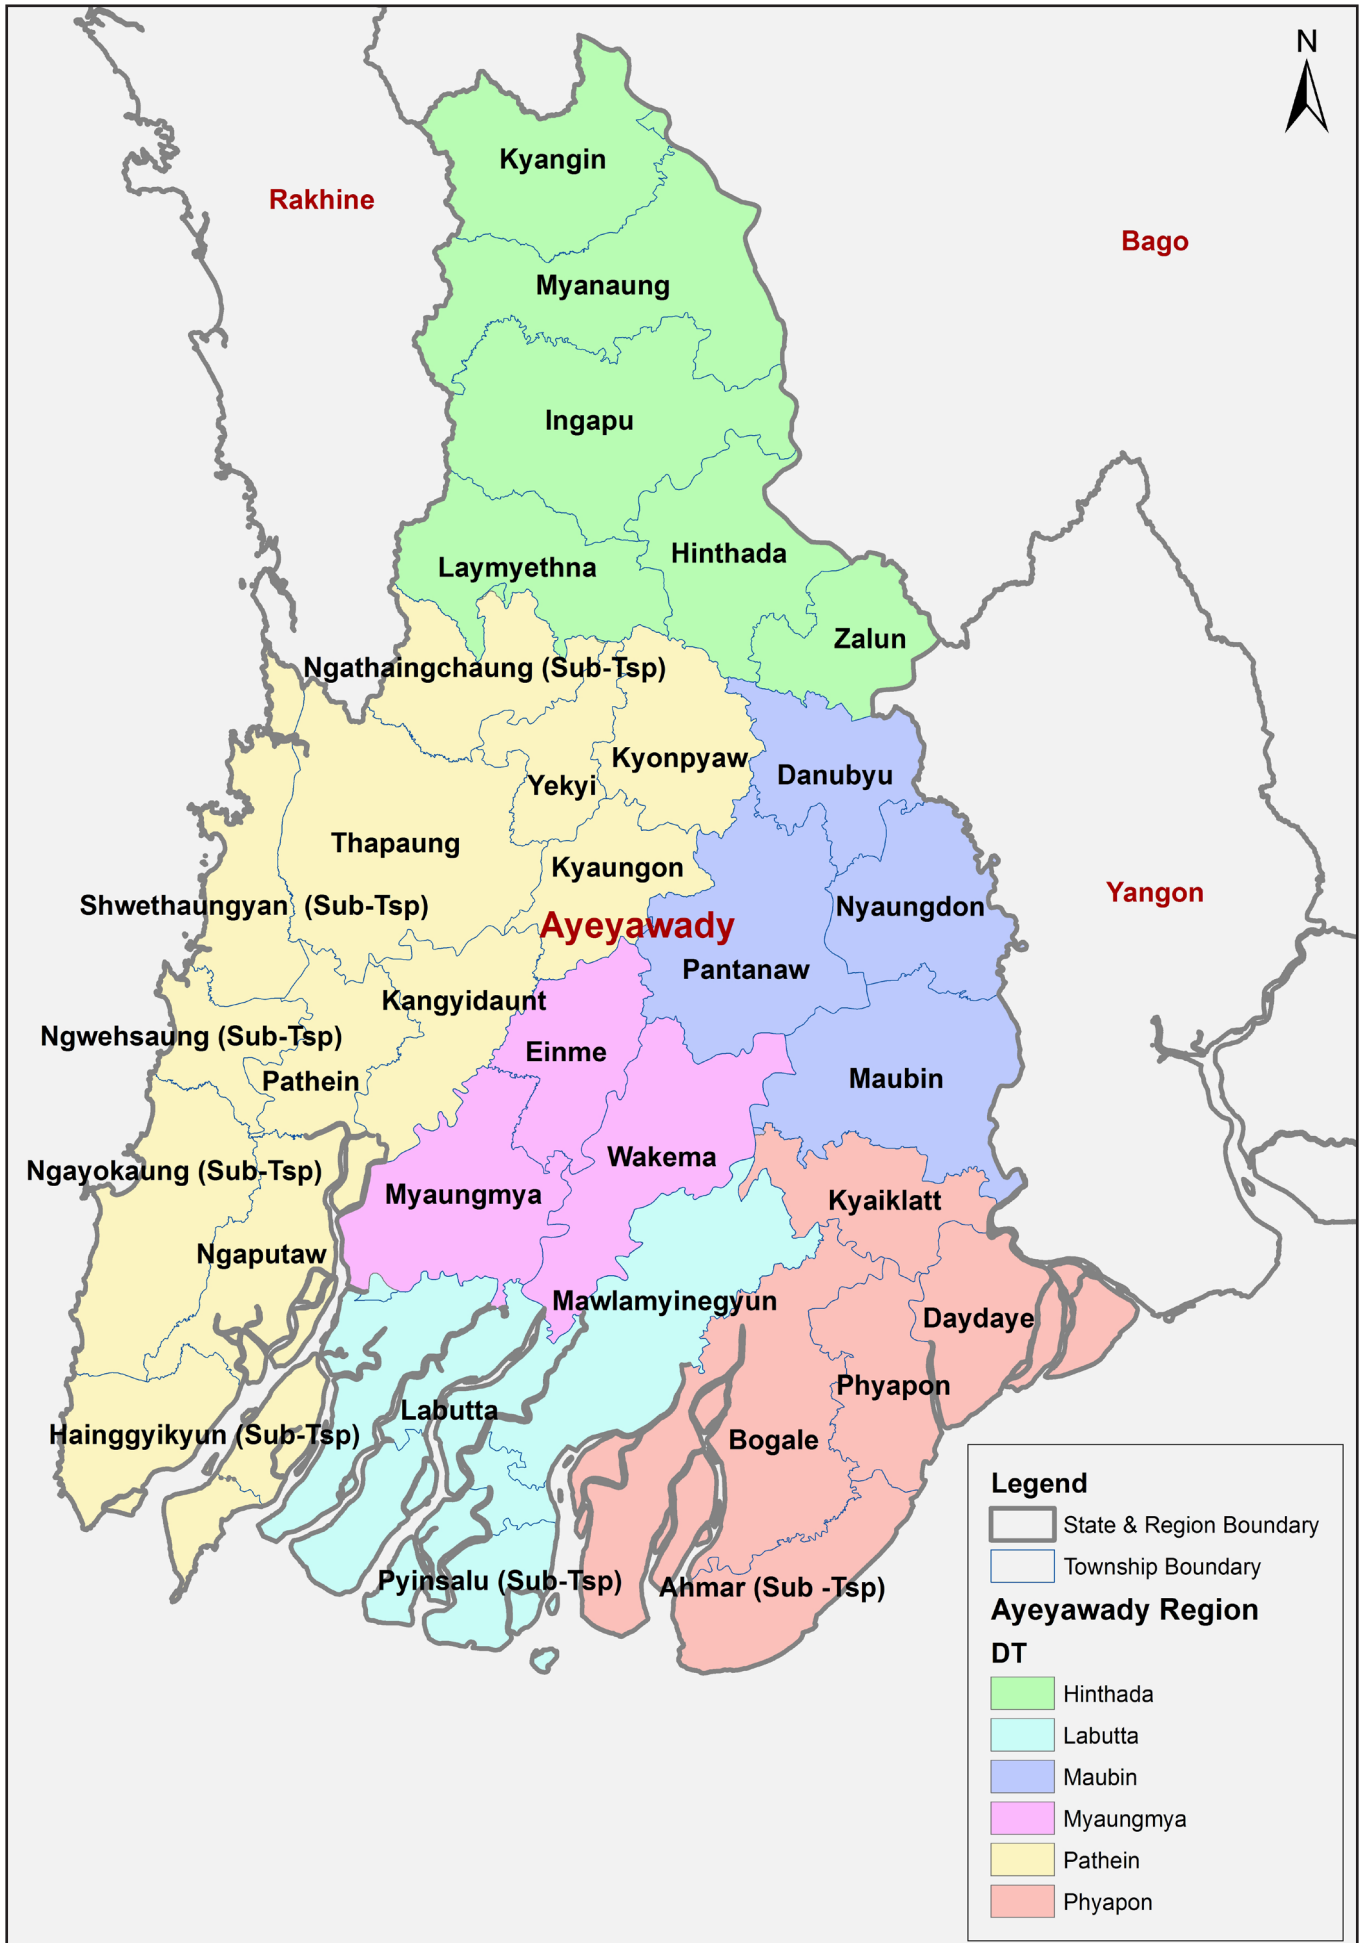 N
Kyangin
Rakhine
Bago
Myanaung
Ingapu
Hinthada
Laymyethna
Zalun
Ngathaingchaung (Sub-Tsp)
Kyonpyaw
Danubyu
Yekyi
Thapaung
Kyaungon
Yangon
Shwethaungyan (Sub-Tsp)
Nyaungdon
Ayeyawady
Pantanaw
Kangyidaunt
Ngwehsaung (Sub-Tsp)
Einme
Pathein
Maubin
Wakema
Ngayokaung (Sub-Tsp)
Myaungmya
Kyaiklatt
Ngaputaw
Mawlamyinegyun
Daydaye
Phyapon
Labutta
Hainggyikyun (Sub-Tsp)
Bogale
Pyinsalu (Sub-Tsp)
Ahmar (Sub -Tsp)
Legend
State & Region Boundary
Township Boundary
Ayeyawady Region
DT
Hinthada
Labutta
Maubin
Myaungmya
Pathein
Phyapon